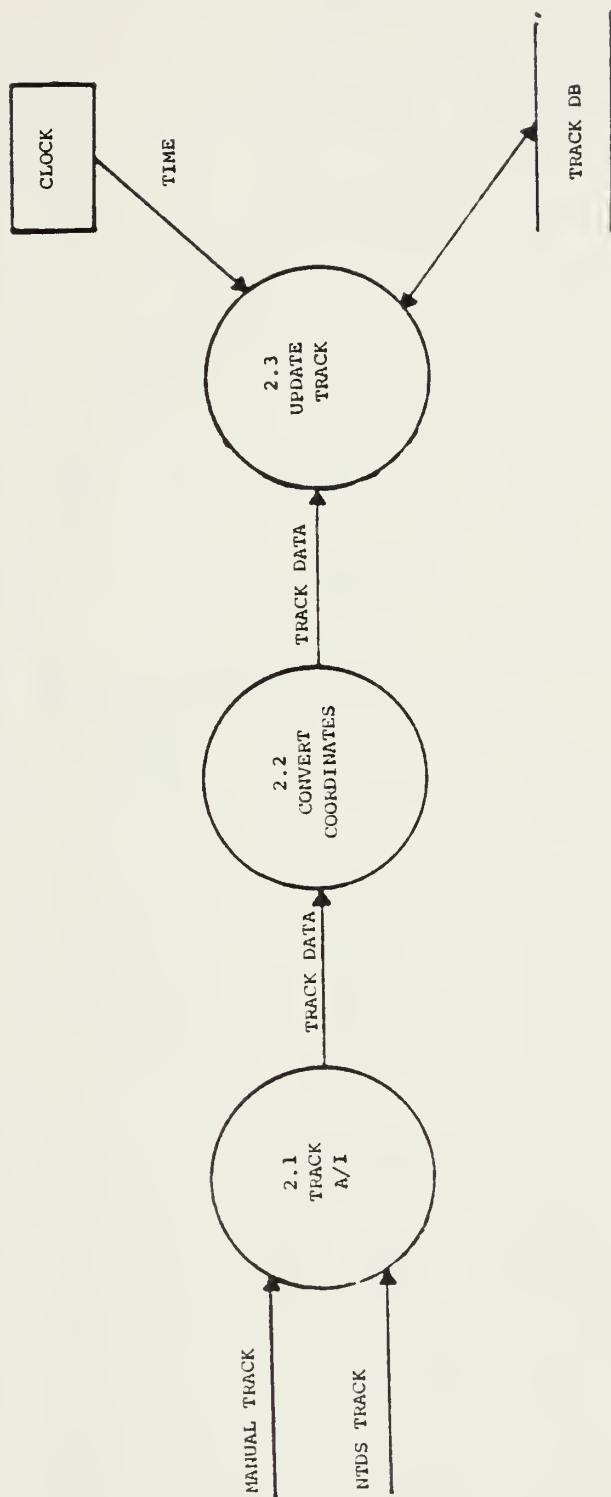 MANUAL TRACK
NTDS TRACK
2.1
TRACK
A/I
TRACK DATA
2.2
CONVERT
COORDINATES
TRACK DATA
2.3
UPDATE
TRACK
CLOCK
TIME
TRACK DB